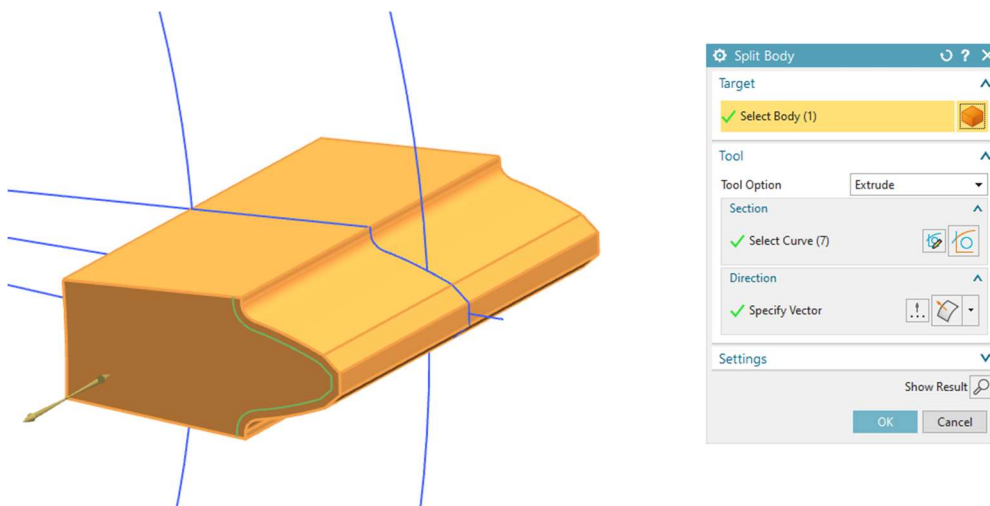 Split Body
?
Target
Select Body (1)
Tool
Tool Option Extrude
Section
Select Curve (7)
Direction
Specify Vector
Settings
Show Result
OK Cancel